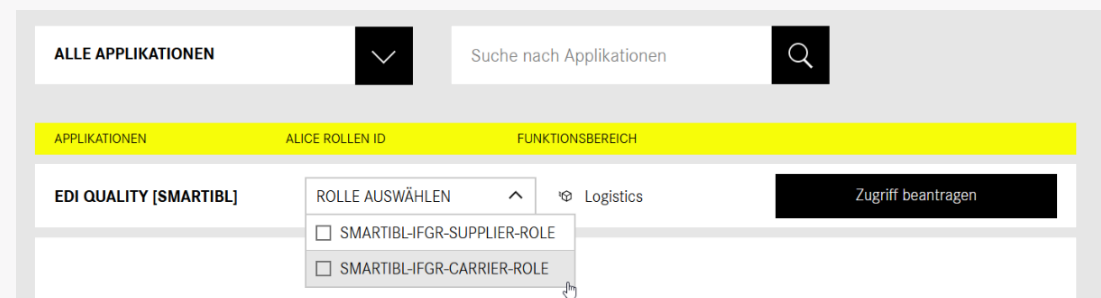 ALLE APPLIKATIONEN
Suche nach Applikationen
APPLIKATIONEN ALICE ROLLEN ID FUNKTIONSBEREICH
EDI QUALITY [SMARTIBL] ROLLE AUSWÄHLEN Logistics Zugriff beantragen
SMARTIBL-IFGR-SUPPLIER-ROLE
SMARTIBL-IFGR-CARRIER-ROLE